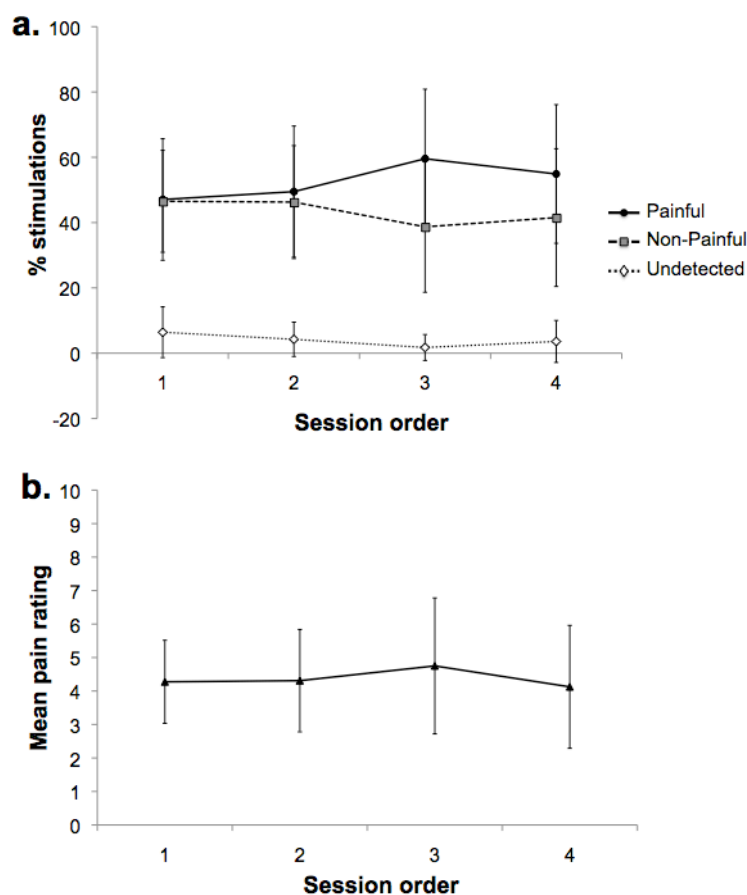 a.
100
80
60
40
20
0
-20
% stimulations
1 2 3 4
Session order
Painful
Non-Painful
Undetected
b.
10
9
8
7
6
5
4
3
2
1
0
Mean pain rating
1 2 3 4
Session order